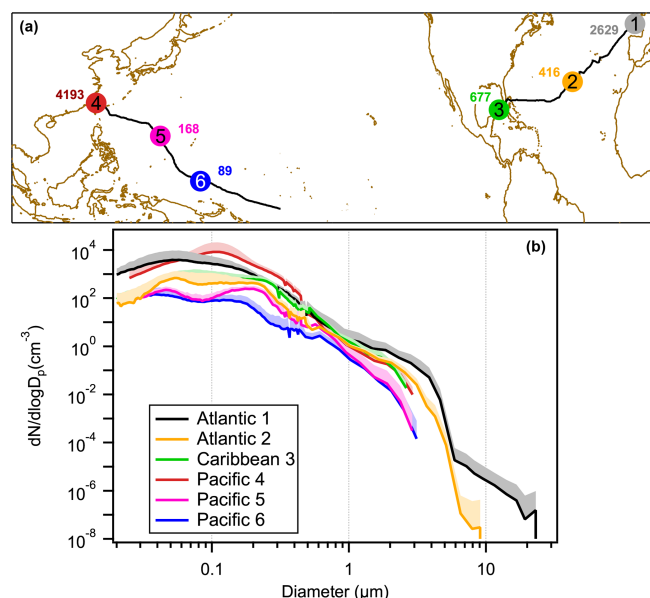 (a)
1
2629
2
416
677
3
4193
4
5
168
6
89
(b)
10⁴
10²
10⁰
10⁻²
10⁻⁴
10⁻⁶
10⁻⁸
dN/dlogDₚ(cm⁻³)
Atlantic 1
Atlantic 2
Caribbean 3
Pacific 4
Pacific 5
Pacific 6
0.1
1
10
Diameter (µm)